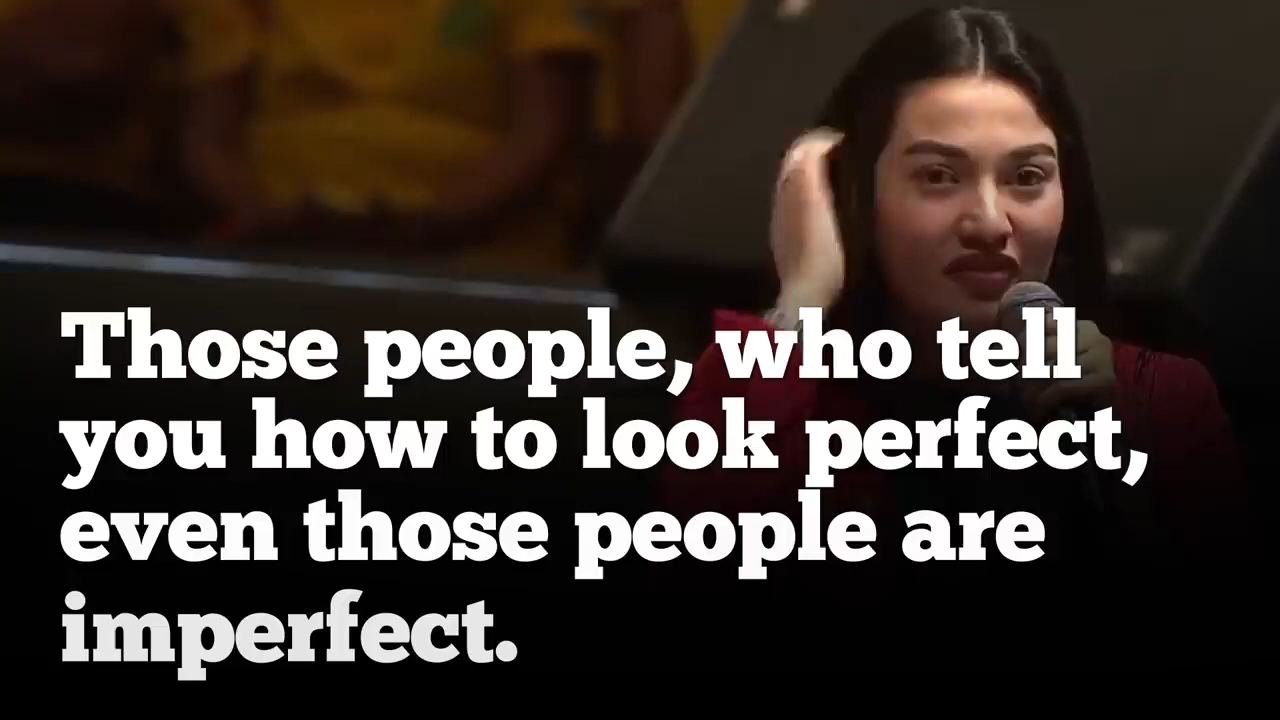 Those people, who tell
you how to look perfect,
even those people are
imperfect.